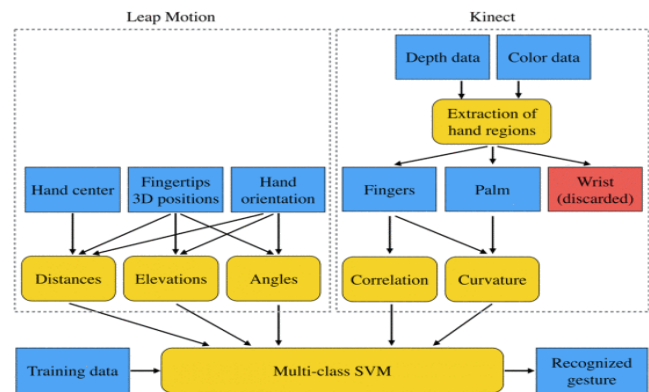 Leap Motion
Kinect
Depth data
Color data
Extraction of
hand regions
Hand center
Fingertips
3D positions
Hand
orientation
Fingers
Palm
Wrist
(discarded)
Distances
Elevations
Angles
Correlation
Curvature
Training data
Multi-class SVM
Recognized
gesture